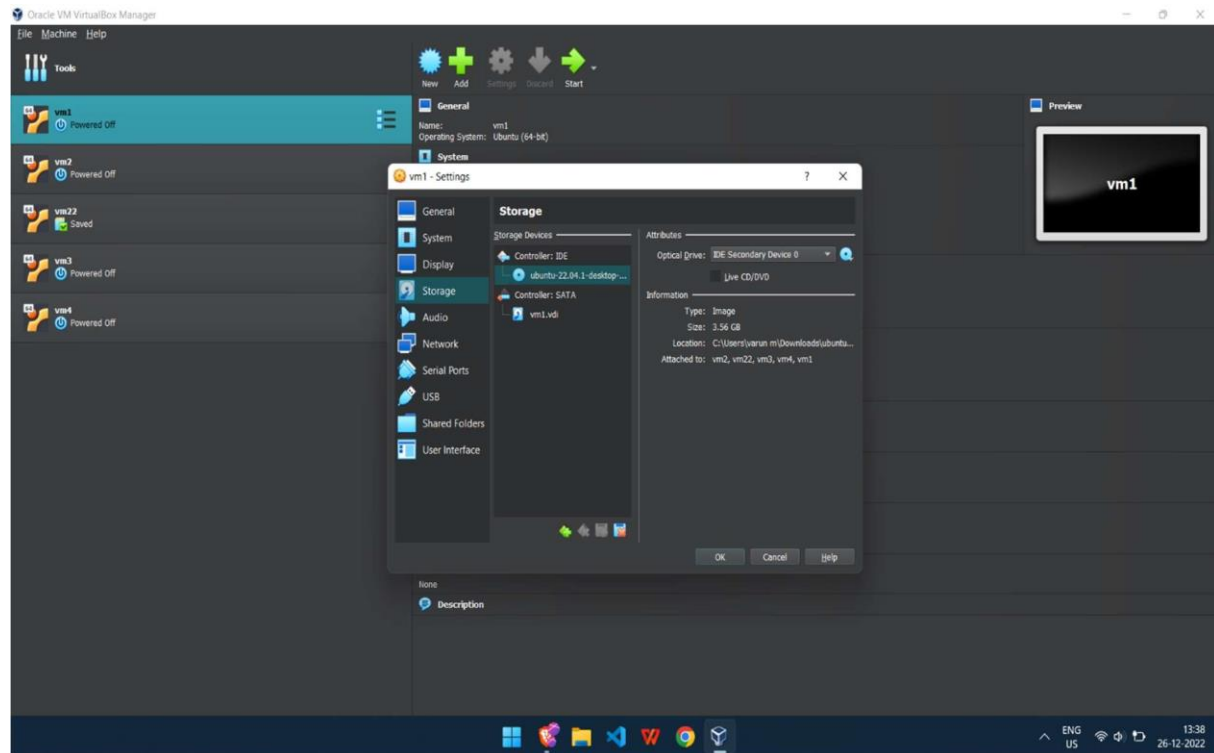 Oracle VM VirtualBox Manager
File Machine Help
Tools
New Add Settings Discard Start
vm1
Powered Off
vm2
Powered Off
vm22
Saved
vm3
Powered Off
vm4
Powered Off
64
64
64
64
64
General
Name: vm1
Operating System: Ubuntu (64-bit)
System
Preview
vm1
vm1 - Settings ? X
General
System
Display
Storage
Audio
Network
Serial Ports
USB
Shared Folders
User Interface
Storage
Storage Devices
Controller: IDE
ubuntu-22.04.1-desktop-...
Controller: SATA
vm1.vdi
Attributes
Optical Drive: IDE Secondary Device 0
Live CD/DVD
Information
Type: Image
Size: 3.56 GB
Location: C:\Users\varun m\Downloads\ubuntu...
Attached to: vm2, vm22, vm3, vm4, vm1
OK Cancel Help
None
Description
ENG
US
13:38
26-12-2022